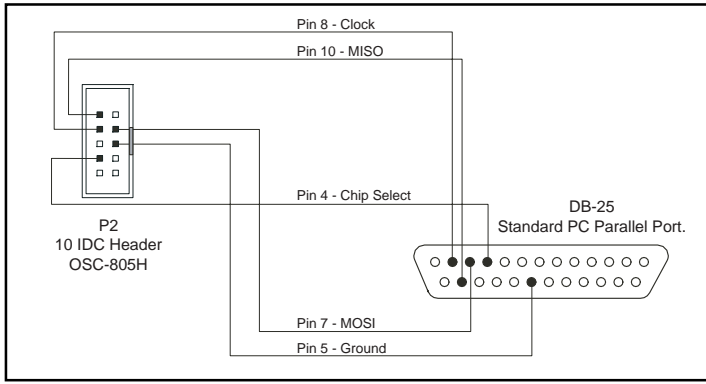 Pin 8 - Clock
Pin 10 - MISO
Pin 4 - Chip Select
P2
10 IDC Header
OSC-805H
DB-25
Standard PC Parallel Port.
Pin 7 - MOSI
Pin 5 - Ground